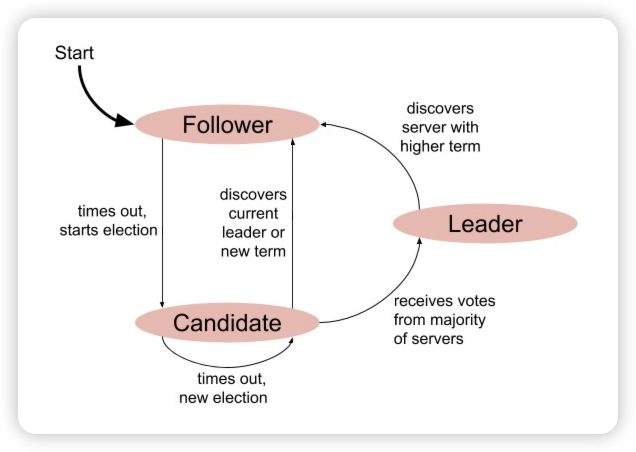 Start
Follower
discovers
server with
higher term
times out,
starts election
discovers
current
leader or
new term
Leader
Candidate
receives votes
from majority
of servers
times out,
new election